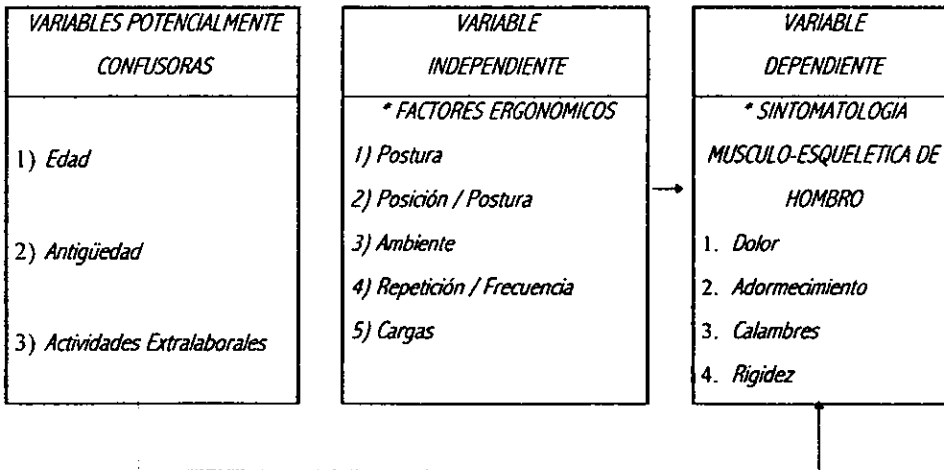 VARIABLES POTENCIALMENTE
CONFUSORAS
1) Edad
2) Antigüedad
3) Actividades Extralaborales
VARIABLE
INDEPENDIENTE
* FACTORES ERGONOMICOS
1) Postura
2) Posición / Postura
3) Ambiente
4) Repetición / Frecuencia
5) Cargas
VARIABLE
DEPENDIENTE
* SINTOMATOLOGIA
MUSCULO-ESQUELETICA DE
HOMBRO
1. Dolor
2. Adormecimiento
3. Calambres
4. Rigidez